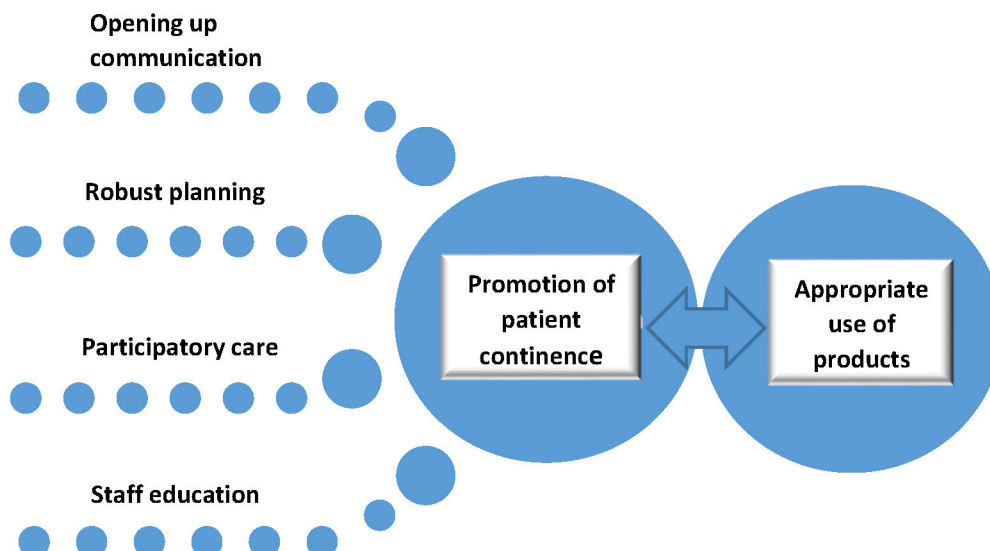 Opening up
communication
Robust planning
Participatory care
Staff education
Promotion of
patient
continence
Appropriate
use of
products